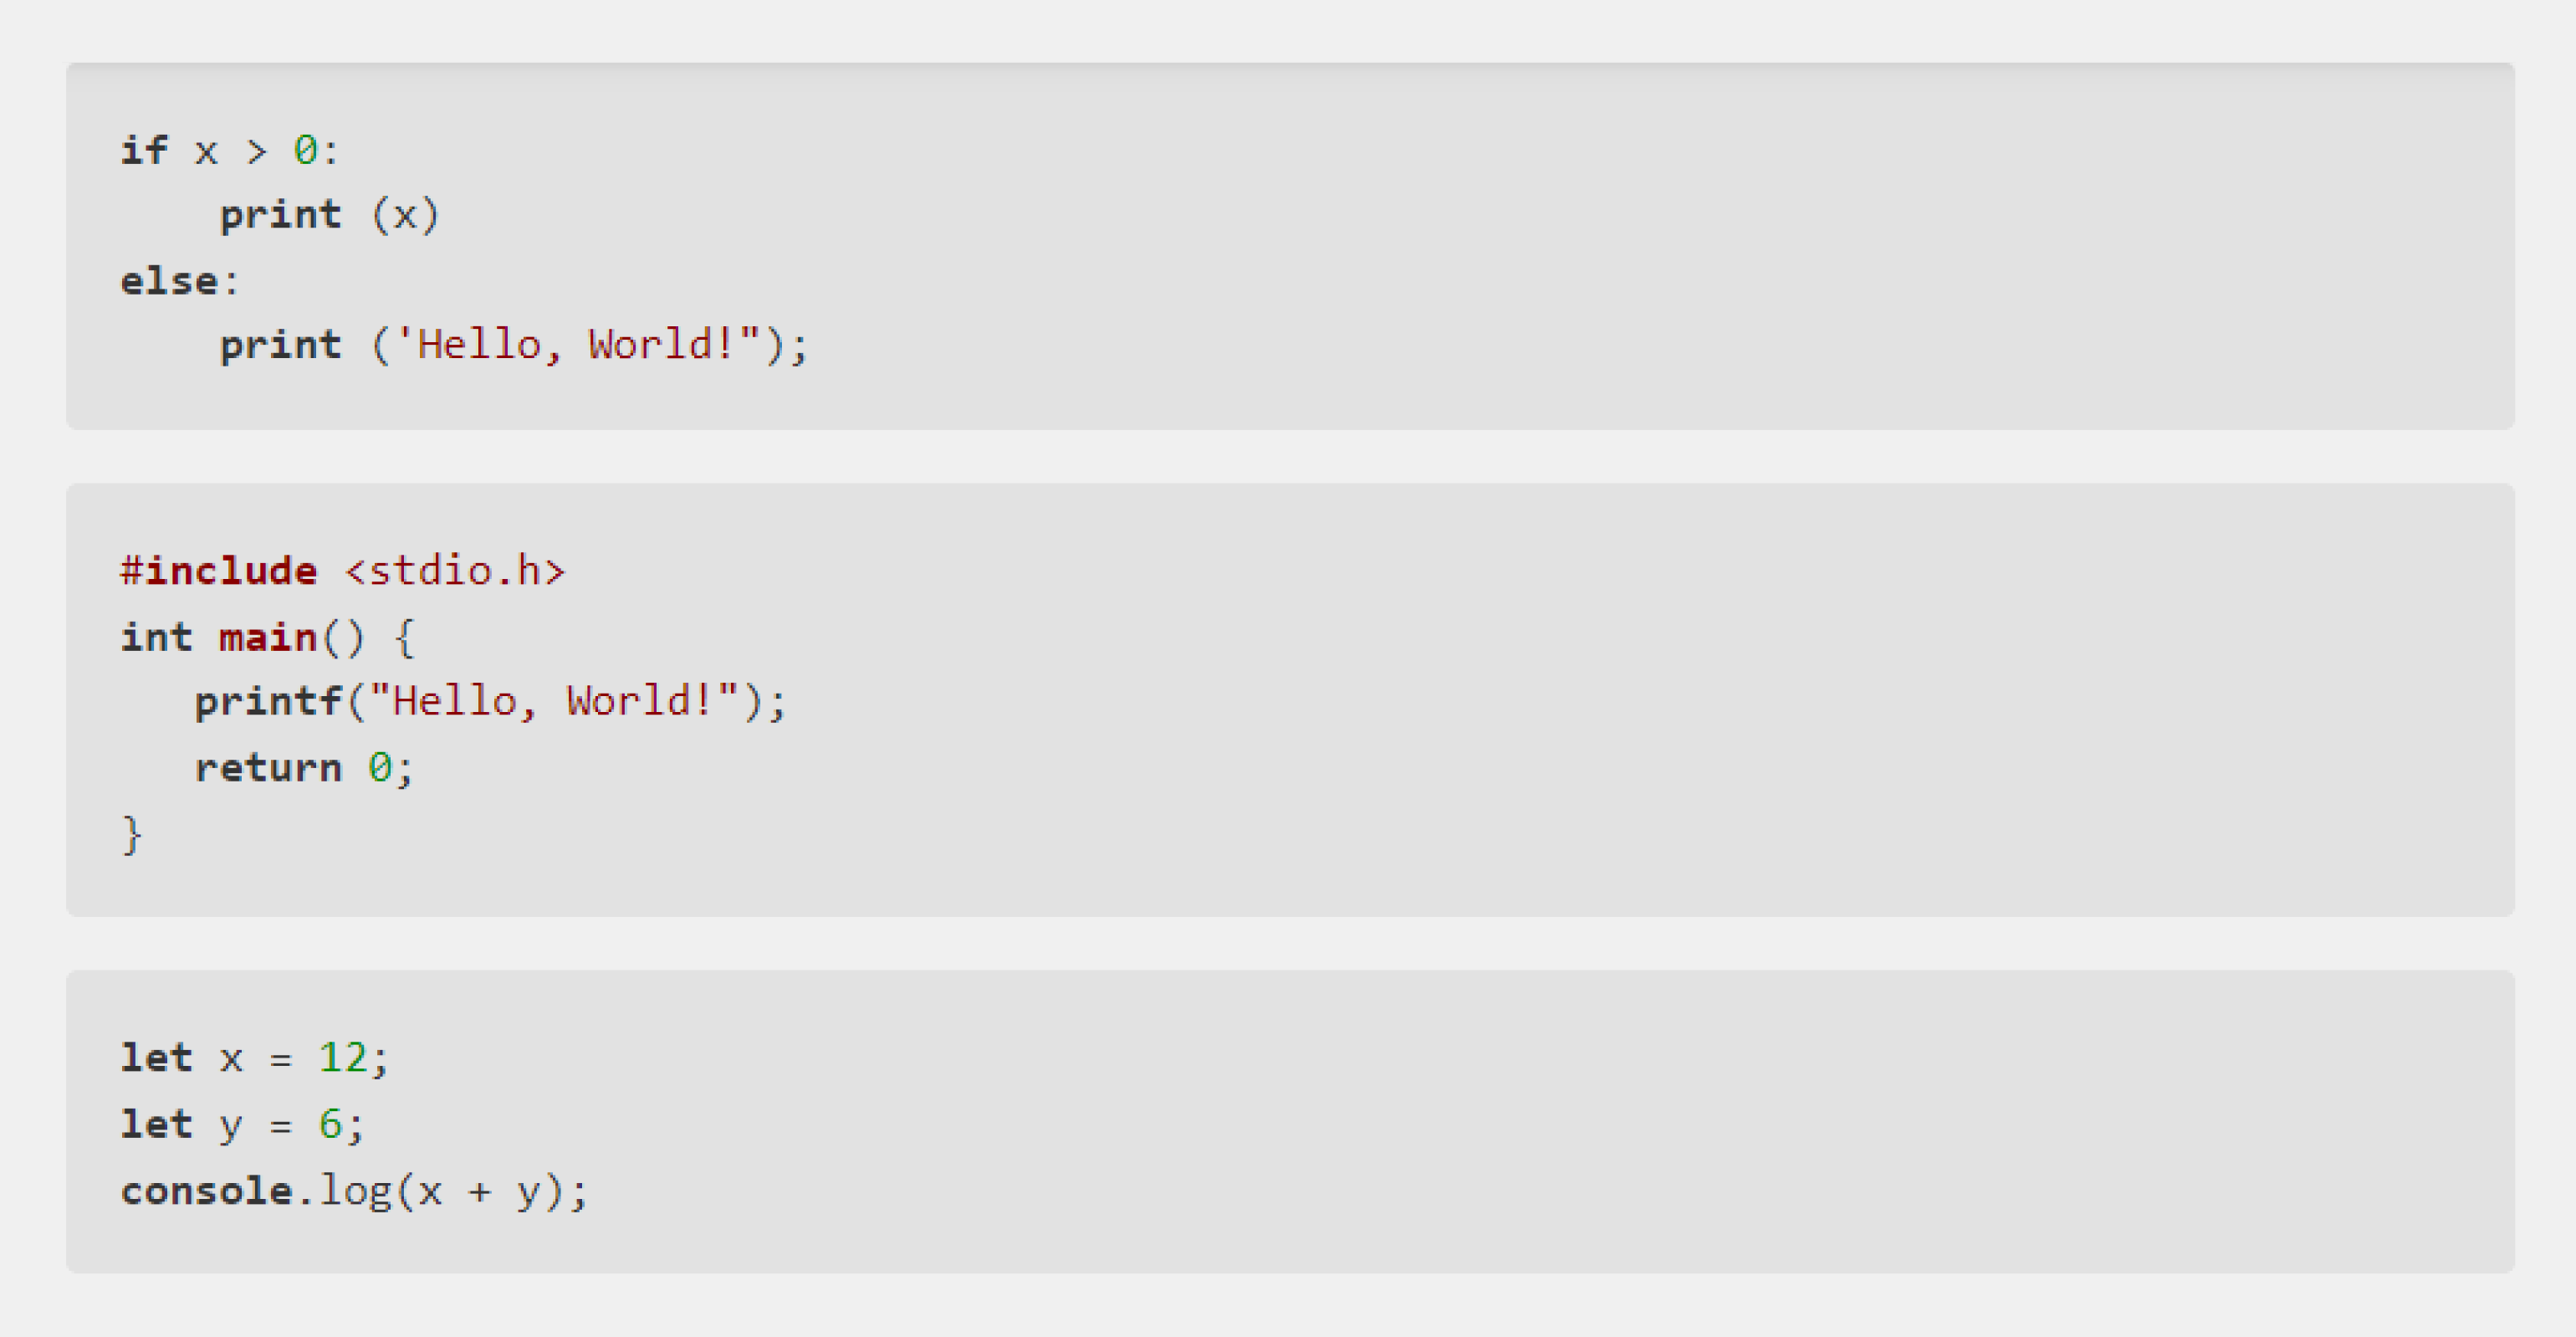 if x > 0:
    print (x)
else:
    print ('Hello, World!");
#include <stdio.h>
int main() {
   printf("Hello, World!");
   return 0;
}
let x = 12;
let y = 6;
console.log(x + y);